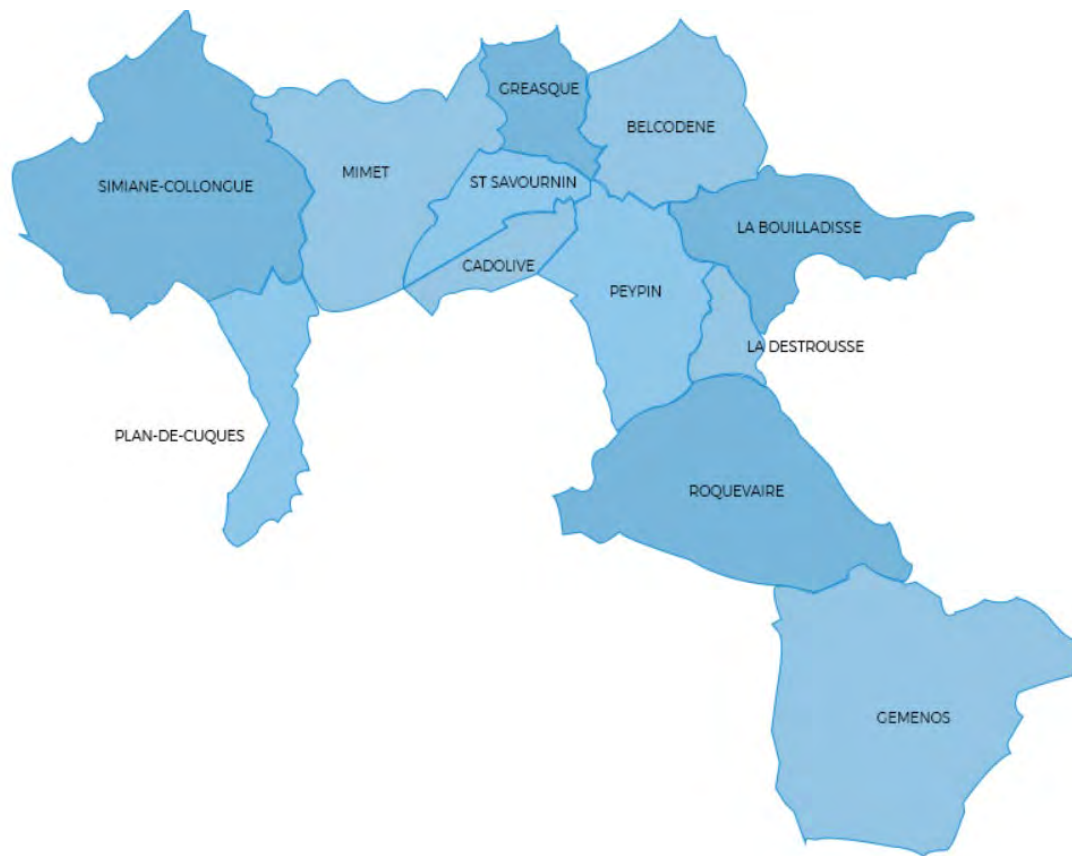 GREASQUE
BELCODENE
MIMET
ST SAVOURNIN
SIMIANE-COLLONGUE
LA BOUILLADISSE
CADOLIVE
PEYPIN
LA DESTROUSSE
PLAN-DE-CUQUES
ROQUEVAIRE
GEMENOS